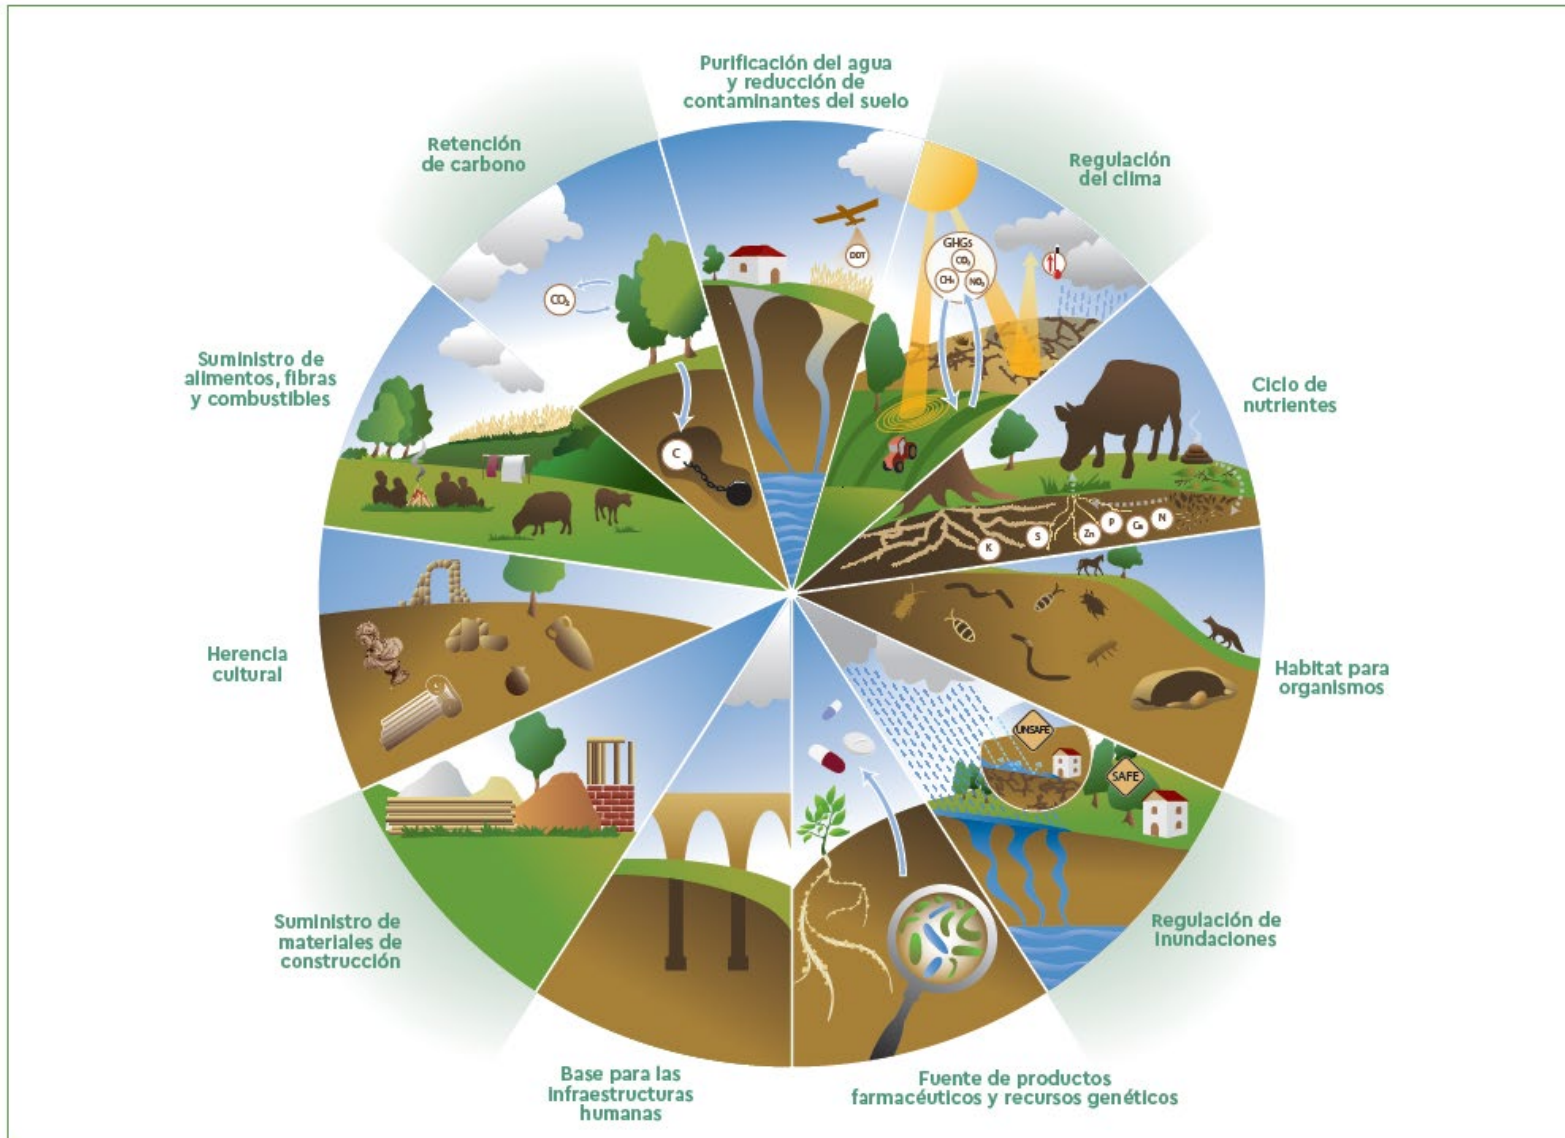 Purificación del agua
y reducción de
contaminantes del suelo
Retención
de carbono
Regulación
del clima
GHGs
CO₂
CH₄
NO₂
DDT
CO₂
C
Suministro de
alimentos, fibras
y combustibles
Ciclo de
nutrientes
K
S
Zn
P
Ca
N
Herencia
cultural
Habitat para
organismos
UNSAFE
SAFE
Suministro de
materiales de
construcción
Regulación de
inundaciones
Base para las
infraestructuras
humanas
Fuente de productos
farmacéuticos y recursos genéticos